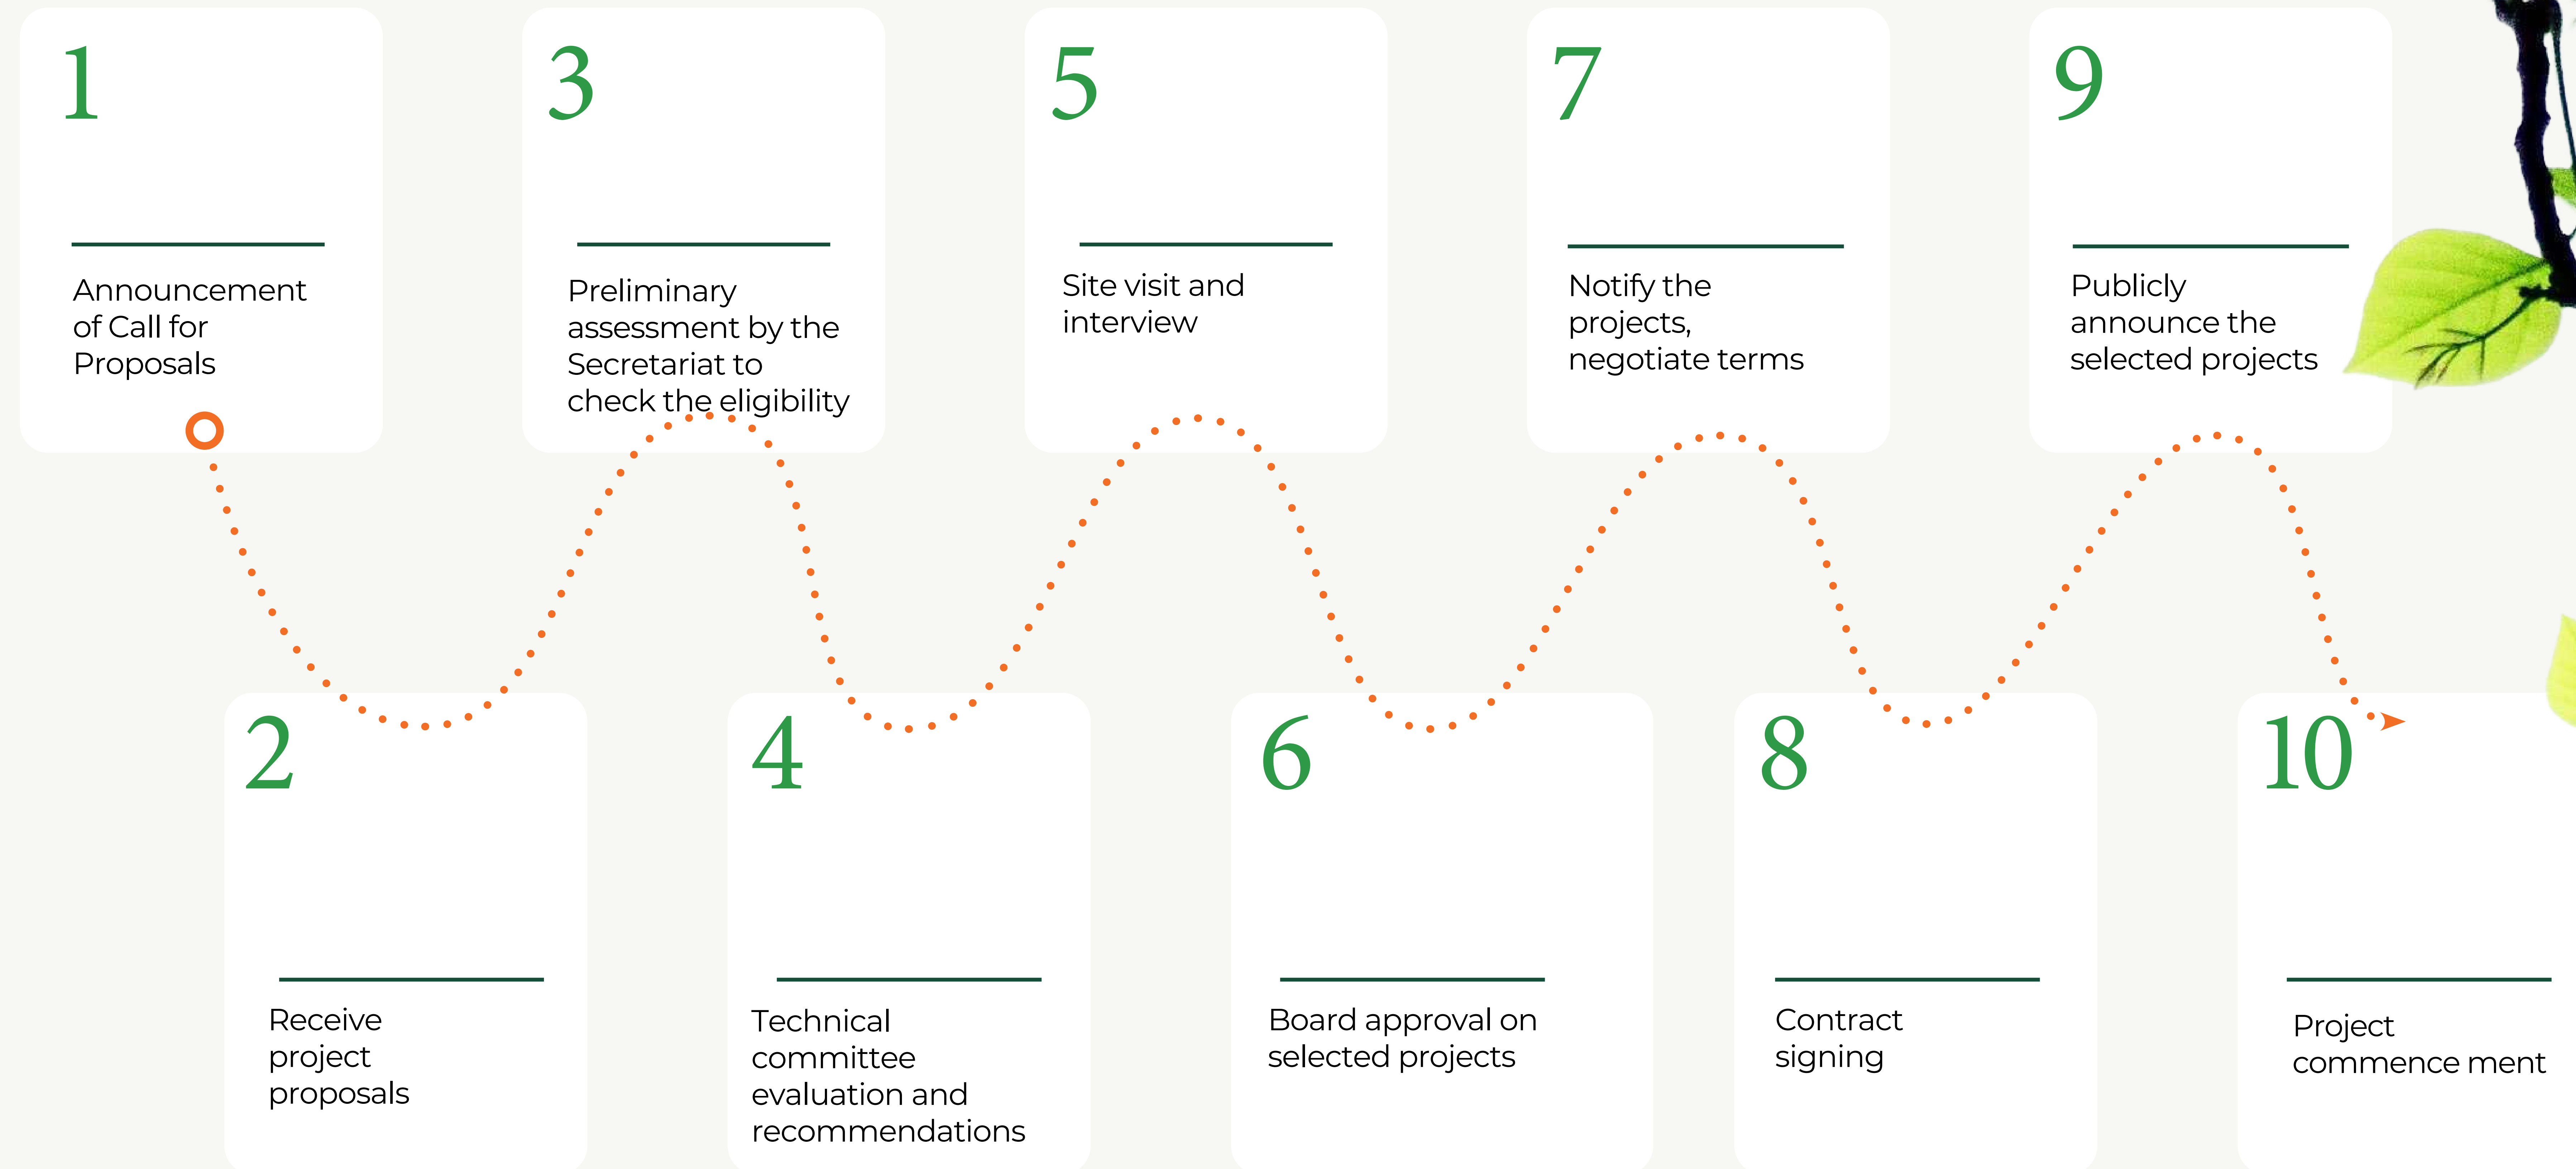 1
Announcement
of Call for
Proposals
2
Receive
project
proposals
3
Preliminary
assessment by the
Secretariat to
check the eligibility
4
Technical
committee
evaluation and
recommendations
5
Site visit and
interview
6
Board approval on
selected projects
7
Notify the
projects,
negotiate terms
8
Contract
signing
9
Publicly
announce the
selected projects
10
Project
commence ment